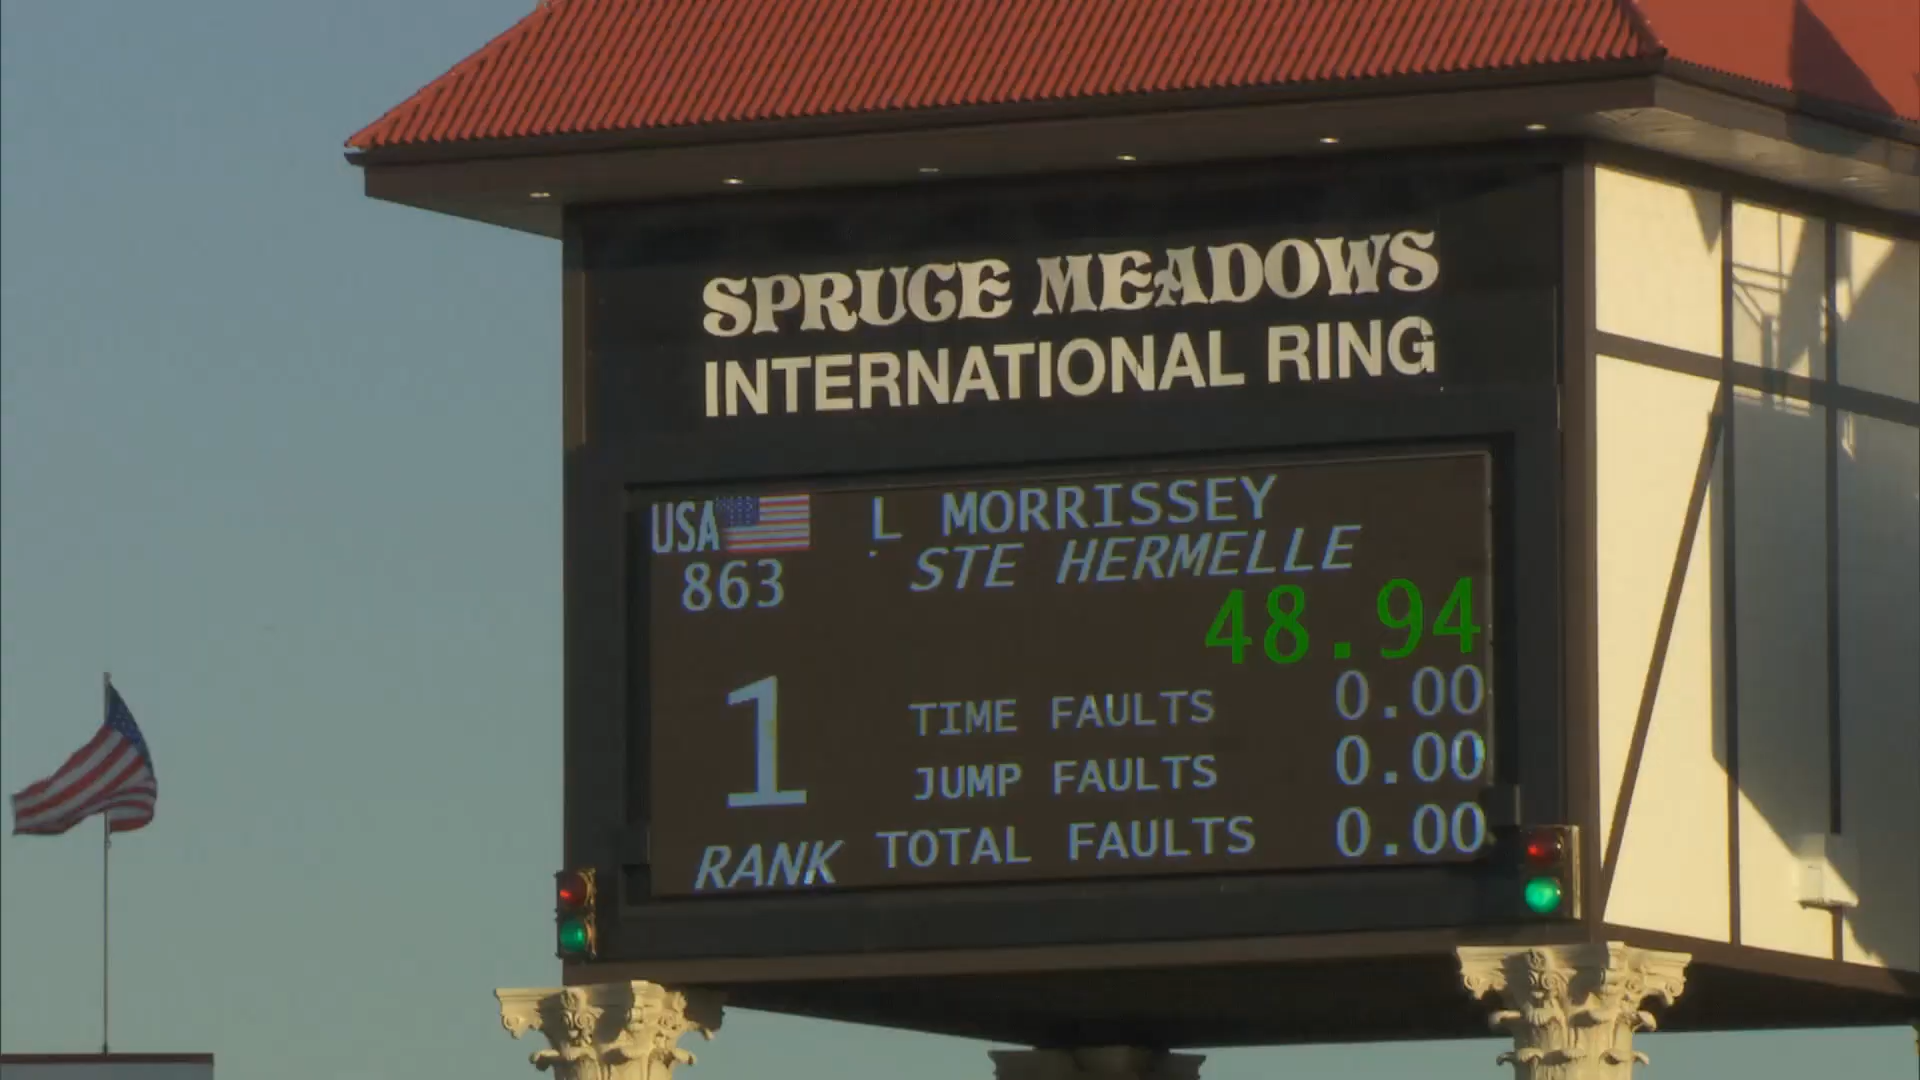 SPRUCE MEADOWS
INTERNATIONAL RING
USA L MORRISSEY
863 STE HERMELLE
48.94
1
TIME FAULTS 0.00
JUMP FAULTS 0.00
RANK TOTAL FAULTS 0.00